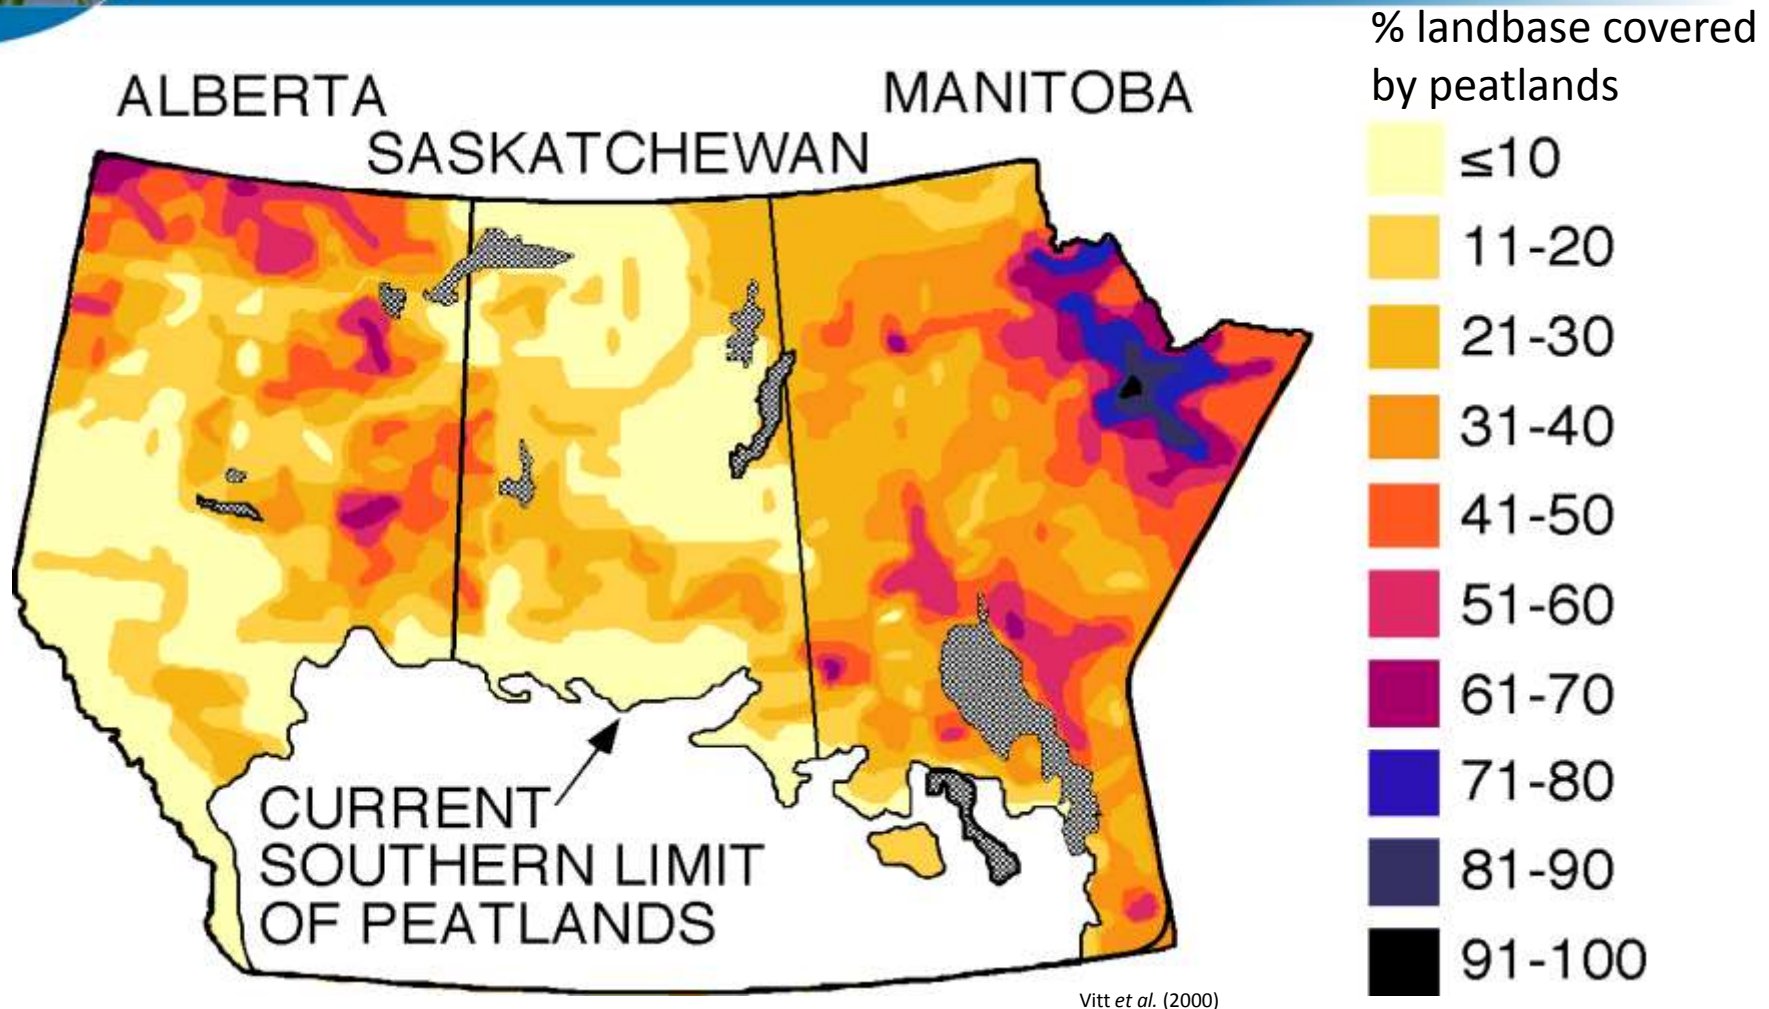 % landbase covered
by peatlands
ALBERTA
MANITOBA
SASKATCHEWAN
≤10
11-20
21-30
31-40
41-50
51-60
61-70
71-80
81-90
91-100
CURRENT
SOUTHERN LIMIT
OF PEATLANDS
Vitt et al. (2000)